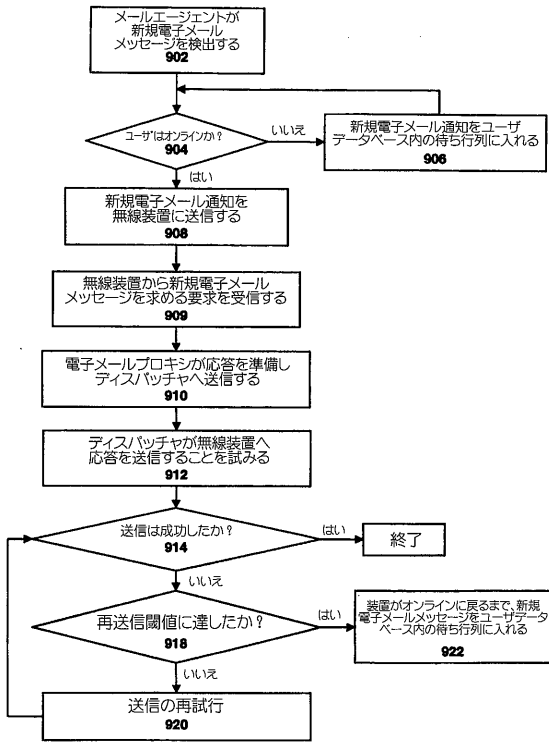 メールエージェントが
新規電子メール
メッセージを検出する
902
ユーザはオンラインか?
904
いいえ
新規電子メール通知をユーザ
データベース内の待ち行列に入れる
906
はい
新規電子メール通知を
無線装置に送信する
908
無線装置から新規電子メール
メッセージを求める要求を受信する
909
電子メールプロキシが応答を準備し
ディスパッチャへ送信する
910
ディスパッチャが無線装置へ
応答を送信することを試みる
912
送信は成功したか?
914
はい
終了
いいえ
再送信閾値に達したか?
918
はい
装置がオンラインに戻るまで、新規
電子メールメッセージをユーザデータ
ベース内の待ち行列に入れる
922
いいえ
送信の再試行
920